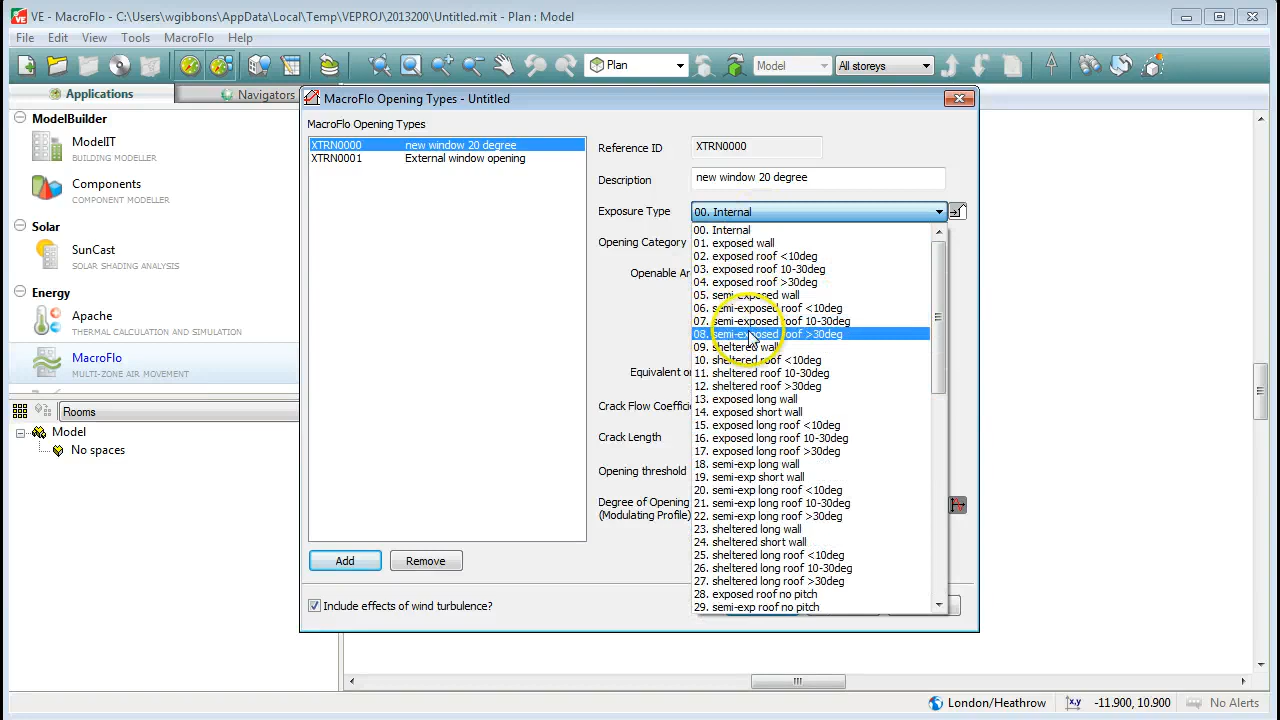 VE - MacroFlo - C:\Users\wgibbons\AppData\Local\Temp\VEPROJ\2013200\Untitled.mit - Plan : Model
File Edit View Tools MacroFlo Help
Plan Model All storeys
Applications Navigators
ModelBuilder
ModelIT
BUILDING MODELLER
Components
COMPONENT MODELLER
Solar
SunCast
SOLAR SHADING ANALYSIS
Energy
Apache
THERMAL CALCULATION / SIMULATION
MacroFlo
MULTI-ZONE AIR MOVEMENT
Rooms
Model
No spaces
MacroFlo Opening Types - Untitled
MacroFlo Opening Types
XTRN0000 new window 20 degree
XTRN0001 External window opening
Add Remove
Include effects of wind turbulence?
Reference ID XTRN0000
Description new window 20 degree
Exposure Type 00. Internal
Opening Category
Openable Ar
Equivalent or
Crack Flow Coeffici
Crack Length
Opening threshold
Degree of Opening
(Modulating Profile)
00. Internal
01. exposed wall
02. exposed roof <10deg
03. exposed roof 10-30deg
04. exposed roof >30deg
05. semi-exposed wall
06. semi-exposed roof <10deg
07. semi-exposed roof 10-30deg
08. semi-exposed roof >30deg
09. sheltered wall
10. sheltered roof <10deg
11. sheltered roof 10-30deg
12. sheltered roof >30deg
13. exposed long wall
14. exposed short wall
15. exposed long roof <10deg
16. exposed long roof 10-30deg
17. exposed long roof >30deg
18. semi-exp long wall
19. semi-exp short wall
20. semi-exp long roof <10deg
21. semi-exp long roof 10-30deg
22. semi-exp long roof >30deg
23. sheltered long wall
24. sheltered short wall
25. sheltered long roof <10deg
26. sheltered long roof 10-30deg
27. sheltered long roof >30deg
28. exposed roof no pitch
29. semi-exp roof no pitch
London/Heathrow x,y -11.900, 10.900 No Alerts